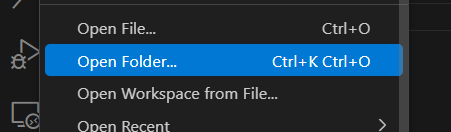 Open File... Ctrl+O
Open Folder... Ctrl+K Ctrl+O
Open Workspace from File...
Open Recent